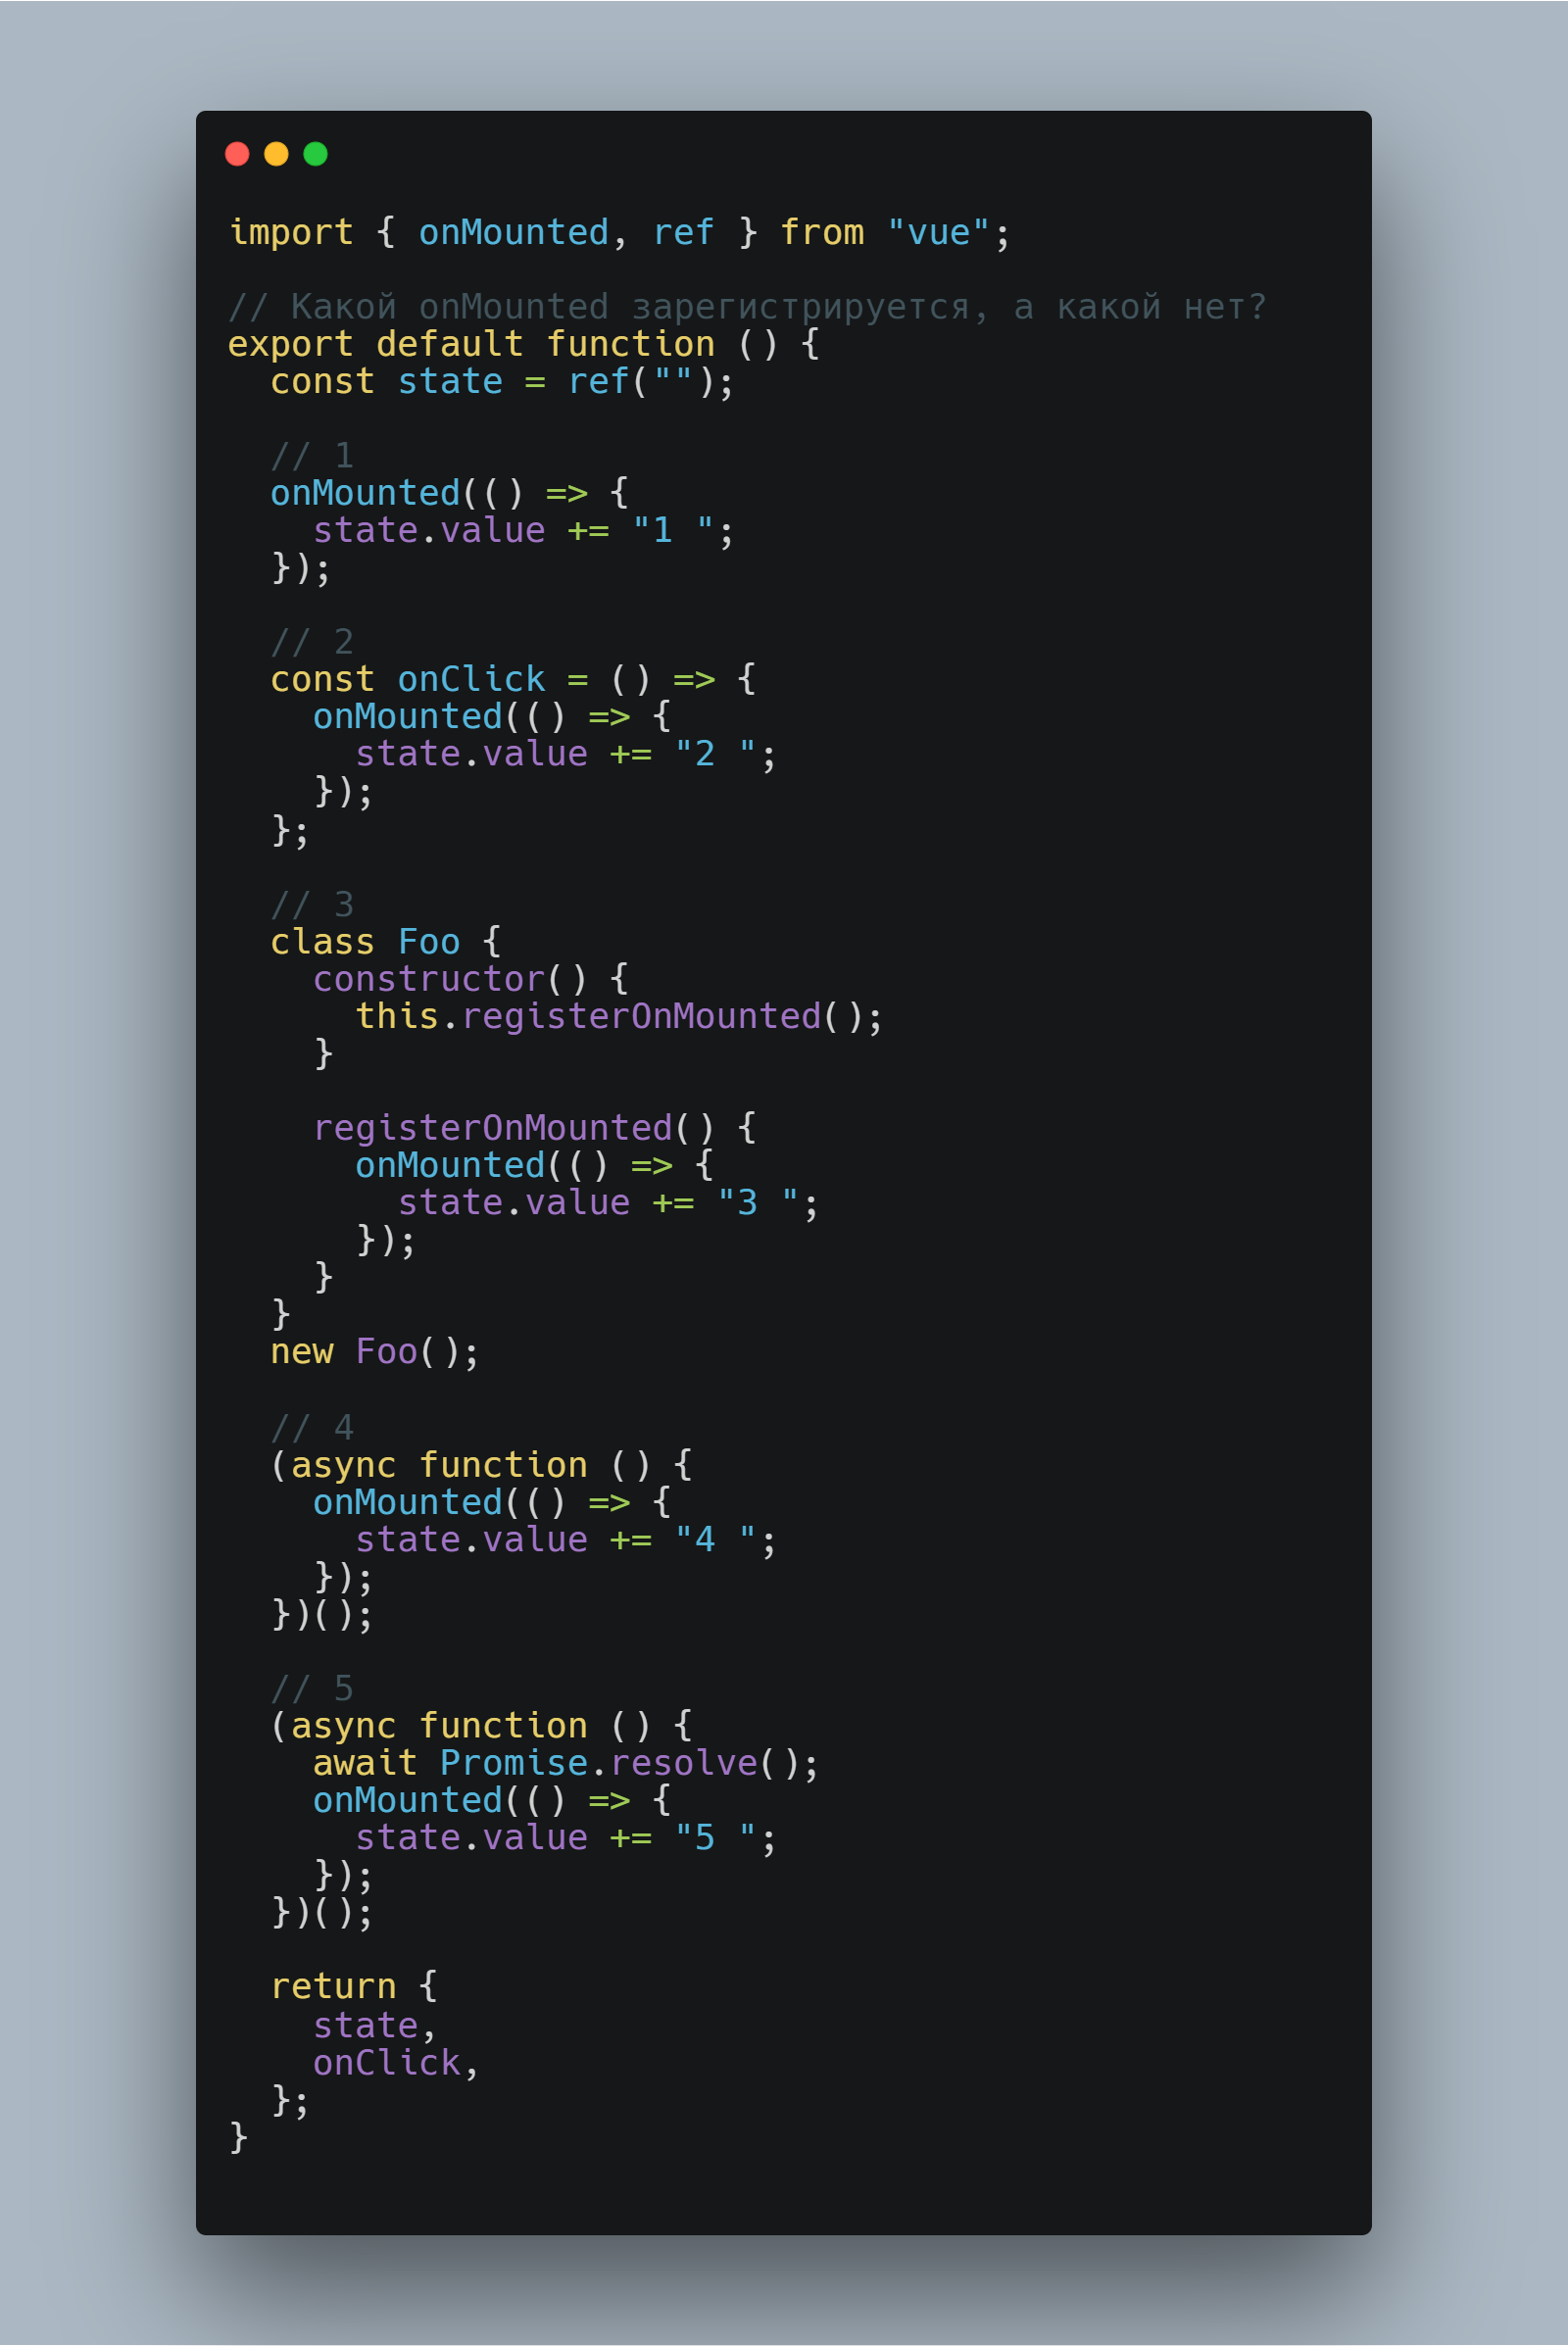 import { onMounted, ref } from "vue";
// Какой onMounted зарегистрируется, а какой нет?
export default function () {
  const state = ref("");
  // 1
  onMounted(() => {
    state.value += "1 ";
  });
  // 2
  const onClick = () => {
    onMounted(() => {
      state.value += "2 ";
    });
  };
  // 3
  class Foo {
    constructor() {
      this.registerOnMounted();
    }
    registerOnMounted() {
      onMounted(() => {
        state.value += "3 ";
      });
    }
  }
  new Foo();
  // 4
  (async function () {
    onMounted(() => {
      state.value += "4 ";
    });
  })();
  // 5
  (async function () {
    await Promise.resolve();
    onMounted(() => {
      state.value += "5 ";
    });
  })();
  return {
    state,
    onClick,
  };
}